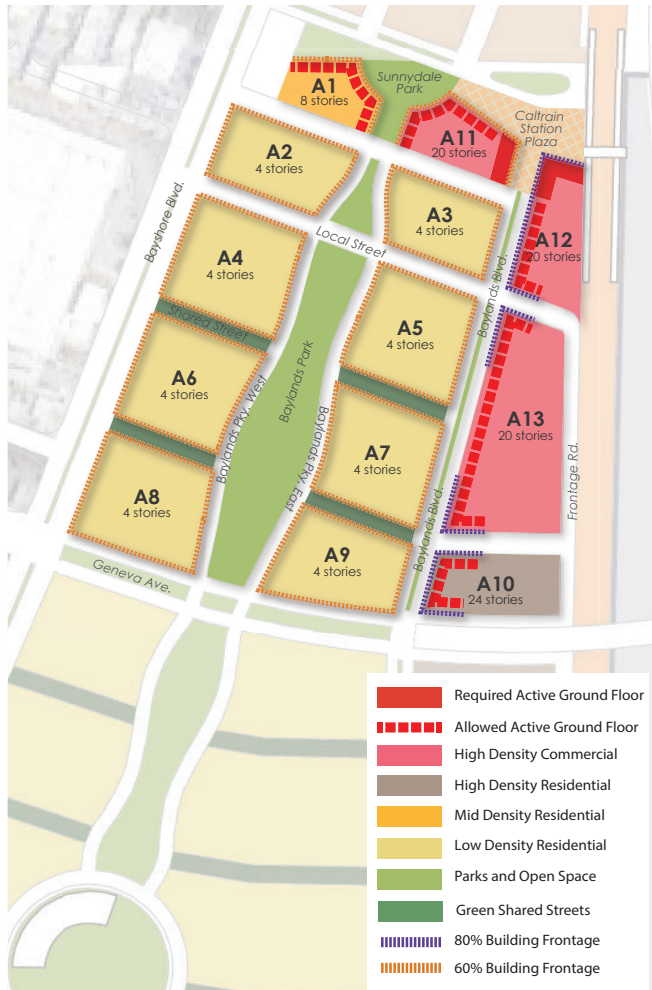 Sunnydale
Park
A1
8 stories
Caltrain
Station
Plaza
A11
20 stories
A2
4 stories
A3
4 stories
A12
20 stories
Bayshore Blvd.
Local Street
A4
4 stories
Baylands Blvd.
A5
4 stories
Shared Street
A6
4 stories
Baylands PKY. West
Baylands Park
Baylands PKY. East
A13
20 stories
Frontage Rd.
A7
4 stories
A8
4 stories
Baylands Blvd.
A9
4 stories
Geneva Ave.
A10
24 stories
Required Active Ground Floor
Allowed Active Ground Floor
High Density Commercial
High Density Residential
Mid Density Residential
Low Density Residential
Parks and Open Space
Green Shared Streets
80% Building Frontage
60% Building Frontage